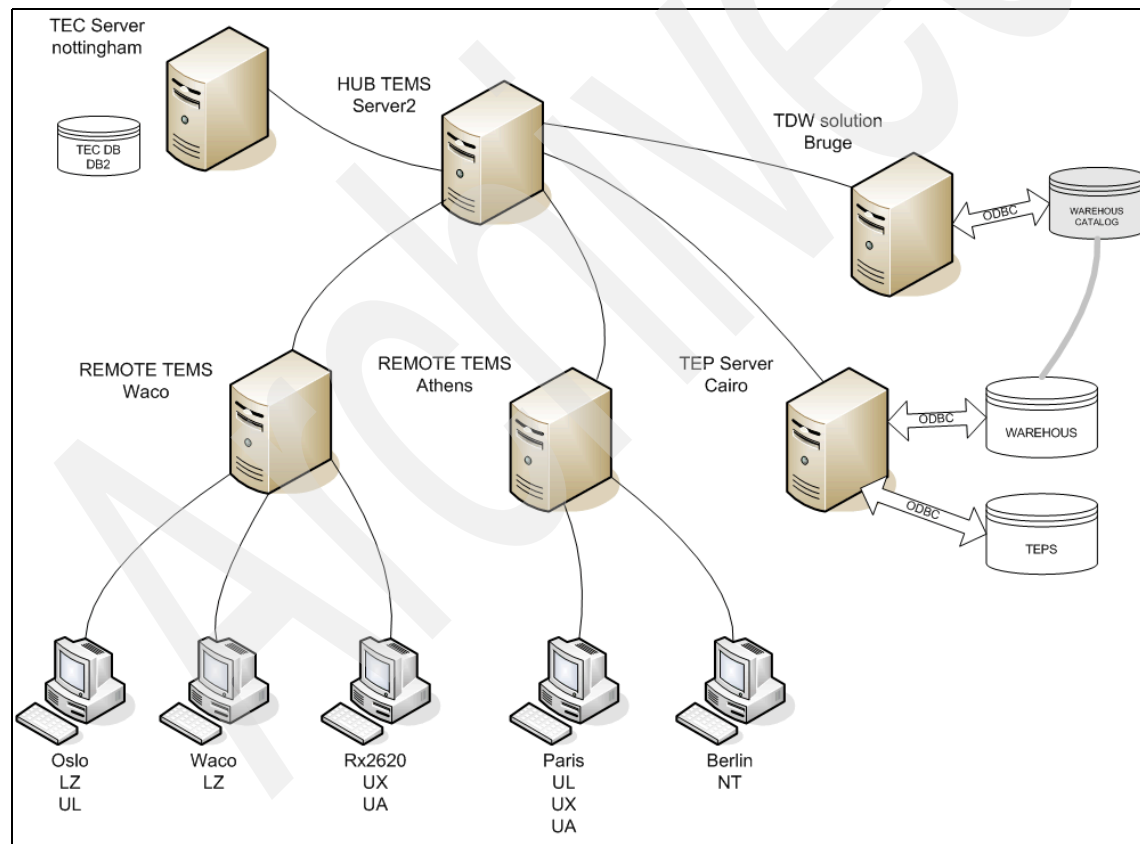 TEC Server
nottingham
TEC DB
DB2
HUB TEMS
Server2
TDW solution
Bruge
ODBC
WAREHOUS
CATALOG
REMOTE TEMS
Waco
REMOTE TEMS
Athens
TEP Server
Cairo
ODBC
WAREHOUS
ODBC
TEPS
Oslo
LZ
UL
Waco
LZ
Rx2620
UX
UA
Paris
UL
UX
UA
Berlin
NT
Archive